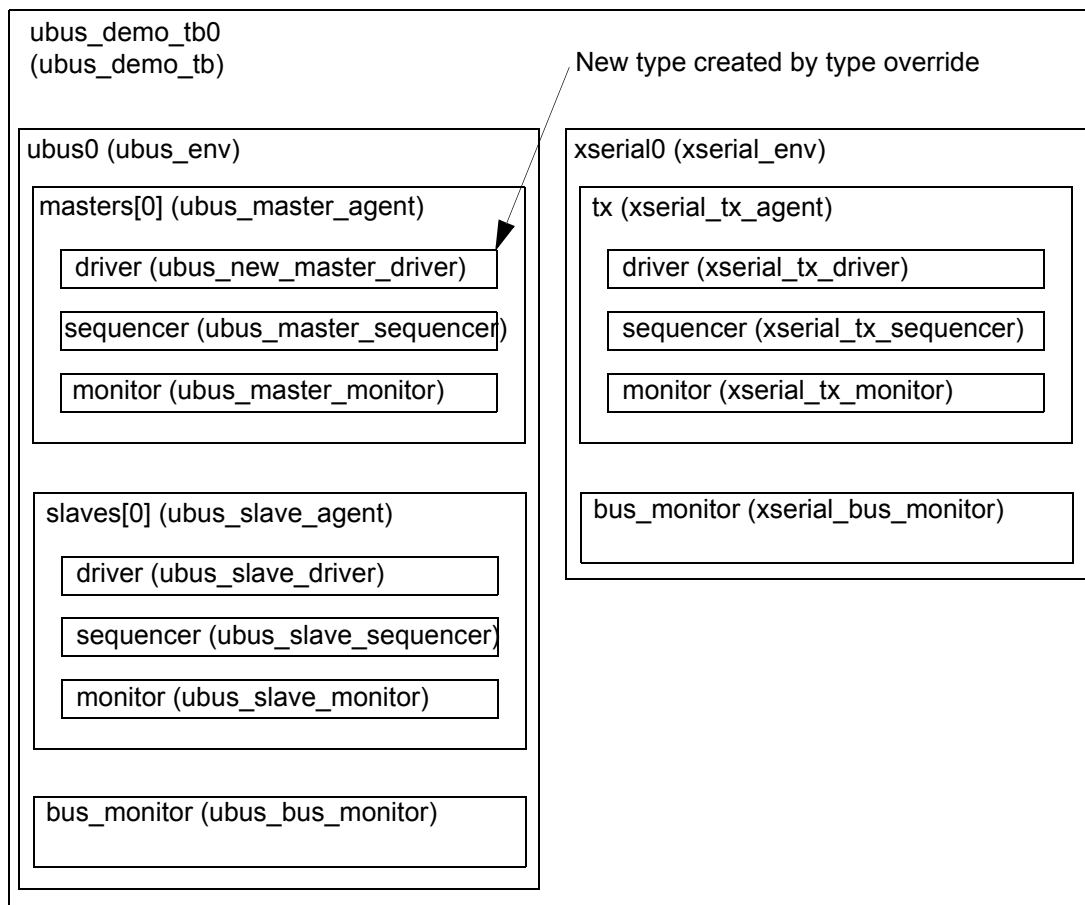 ubus_demo_tb0
(ubus_demo_tb)
New type created by type override
ubus0 (ubus_env)
masters[0] (ubus_master_agent)
driver (ubus_new_master_driver)
sequencer (ubus_master_sequencer)
monitor (ubus_master_monitor)
slaves[0] (ubus_slave_agent)
driver (ubus_slave_driver)
sequencer (ubus_slave_sequencer)
monitor (ubus_slave_monitor)
bus_monitor (ubus_bus_monitor)
xserial0 (xserial_env)
tx (xserial_tx_agent)
driver (xserial_tx_driver)
sequencer (xserial_tx_sequencer)
monitor (xserial_tx_monitor)
bus_monitor (xserial_bus_monitor)